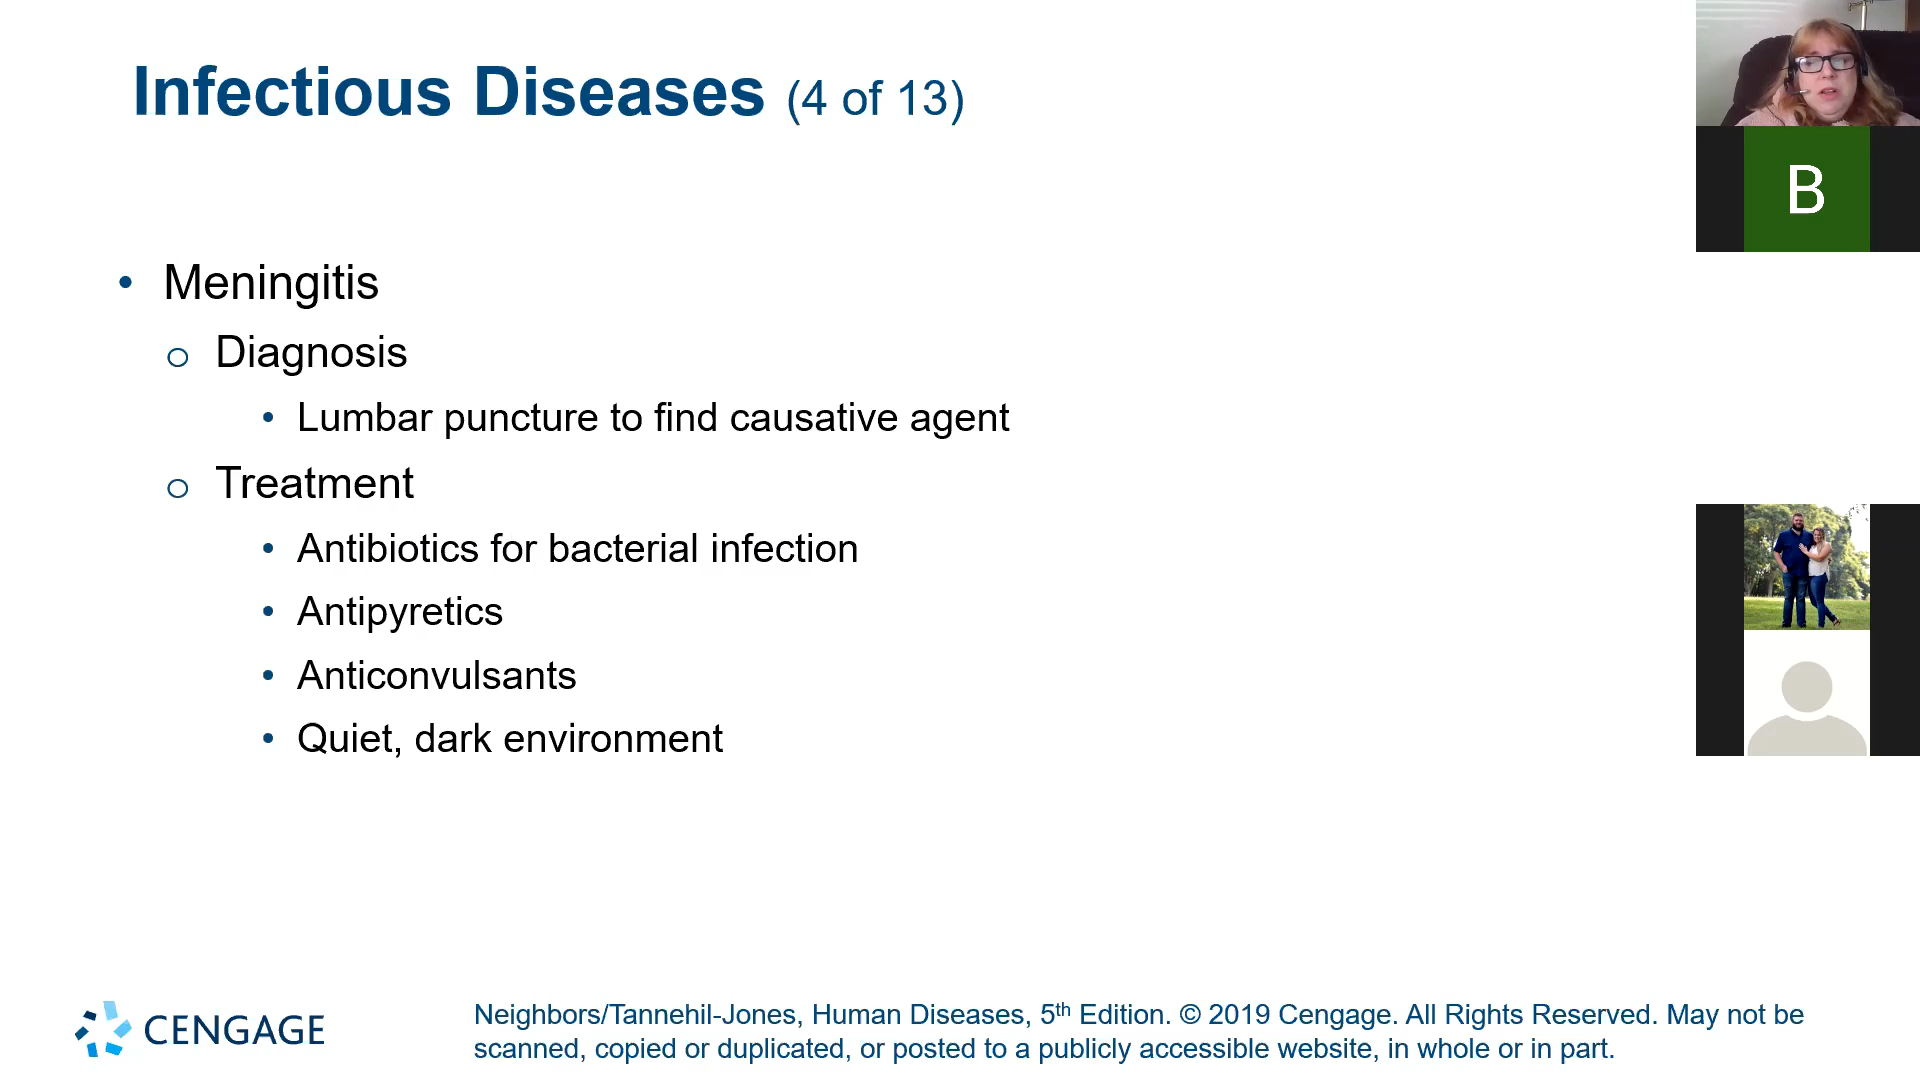 Infectious Diseases (4 of 13)
B
• Meningitis
o Diagnosis
• Lumbar puncture to find causative agent
o Treatment
• Antibiotics for bacterial infection
• Antipyretics
• Anticonvulsants
• Quiet, dark environment
CENGAGE
Neighbors/Tannehil-Jones, Human Diseases, 5th Edition. © 2019 Cengage. All Rights Reserved. May not be
scanned, copied or duplicated, or posted to a publicly accessible website, in whole or in part.